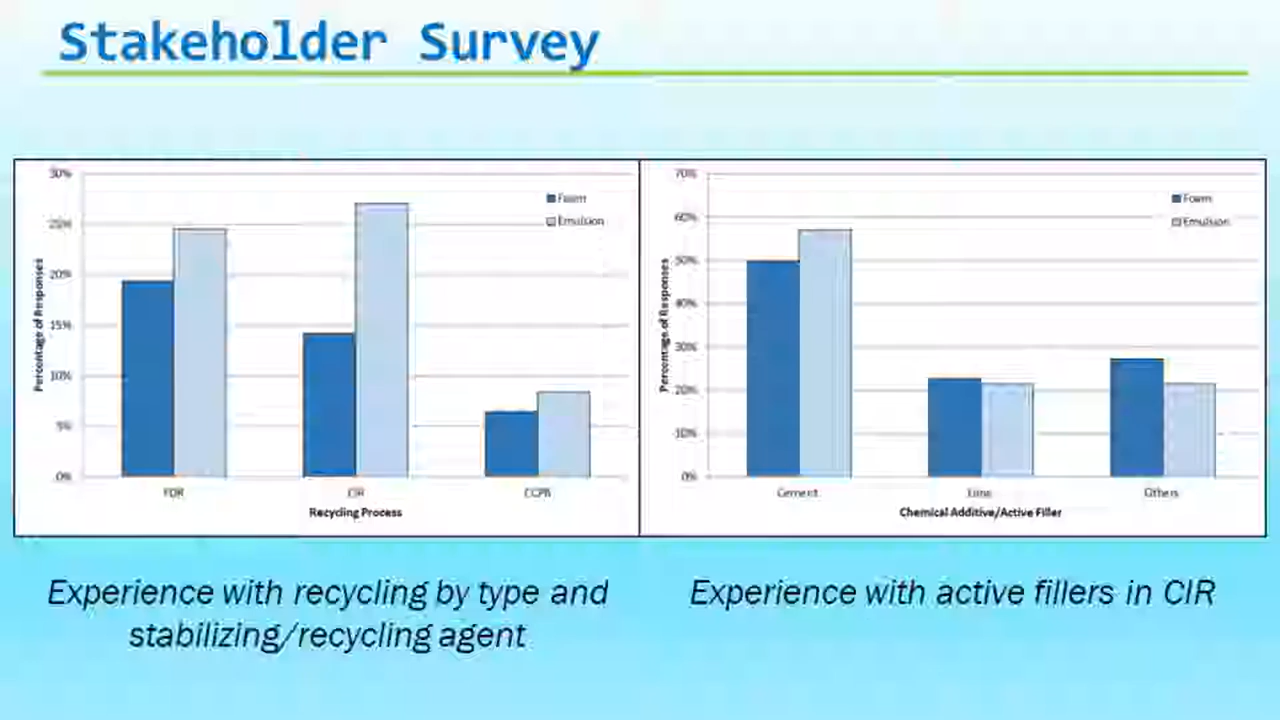 Stakeholder Survey
30%
25%
20%
15%
10%
5%
0%
Percentage of Responses
Foam
Emulsion
FDR
CIR
CCPR
Recycling Process
70%
60%
50%
40%
30%
20%
10%
0%
Percentage of Responses
Foam
Emulsion
Cement
Lime
Others
Chemical Additive/Active Filler
Experience with recycling by type and
stabilizing/recycling agent
Experience with active fillers in CIR